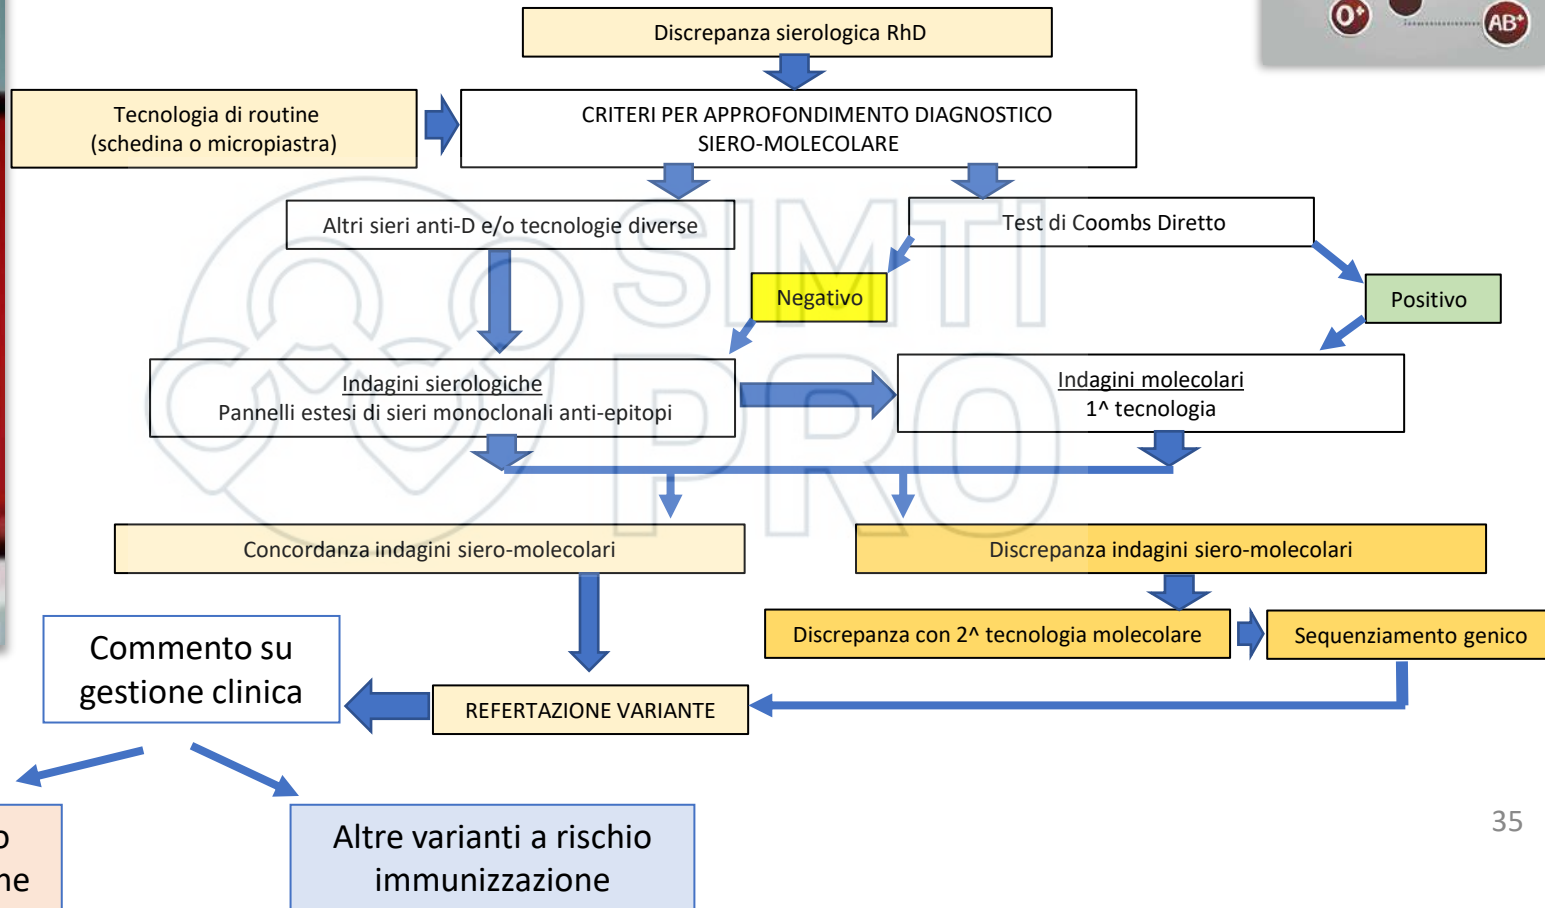 O+
AB+
Discrepanza sierologica RhD
Tecnologia di routine
(schedina o micropiastra)
CRITERI PER APPROFONDIMENTO DIAGNOSTICO
SIERO-MOLECOLARE
Altri sieri anti-D e/o tecnologie diverse
Test di Coombs Diretto
Negativo
Positivo
SIMTI
PRO
Indagini sierologiche
Pannelli estesi di sieri monoclonali anti-epitopi
Indagini molecolari
1^ tecnologia
Concordanza indagini siero-molecolari
Discrepanza indagini siero-molecolari
Discrepanza con 2^ tecnologia molecolare
Sequenziamento genico
Commento su
gestione clinica
REFERTAZIONE VARIANTE
Altre varianti a rischio
immunizzazione
35